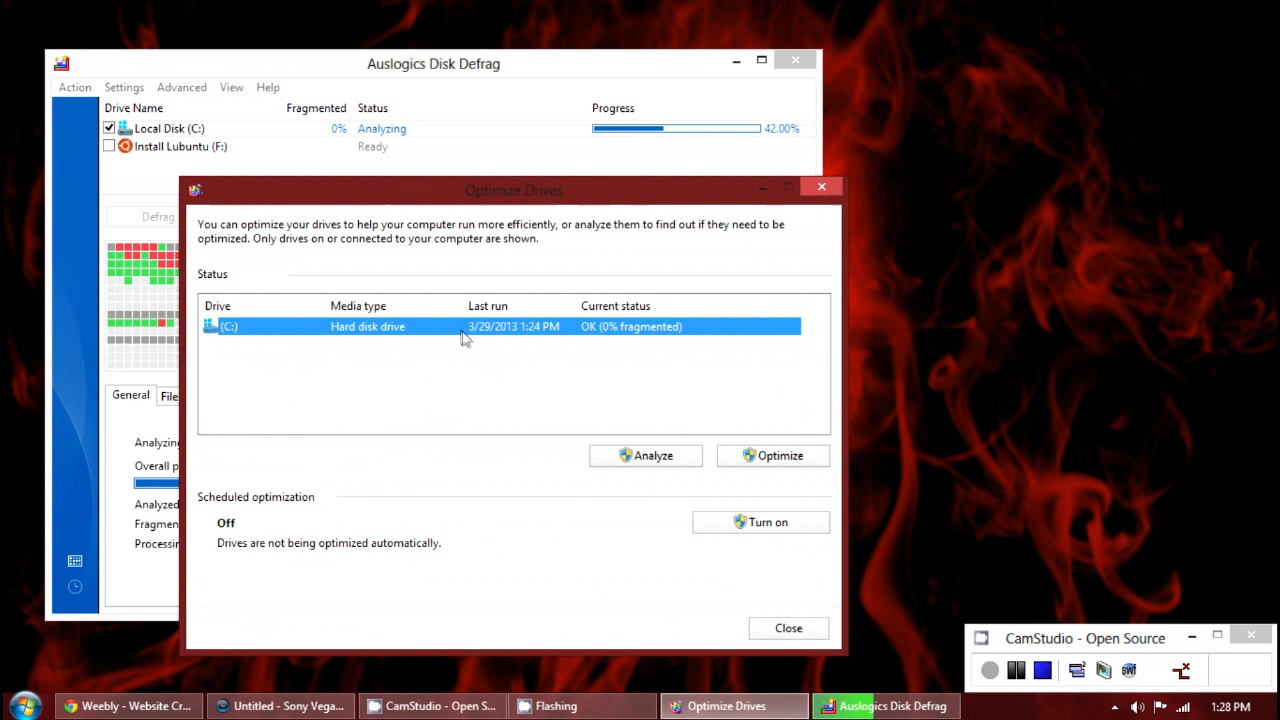 Auslogics Disk Defrag
Action Settings Advanced View Help
Drive Name Fragmented Status Progress
Local Disk (C:) 0% Analyzing 42.00%
Install Lubuntu (F:) Ready
Optimize Drives
Defrag
You can optimize your drives to help your computer run more efficiently, or analyze them to find out if they need to be
optimized. Only drives on or connected to your computer are shown.
Status
Drive Media type Last run Current status
(C:) Hard disk drive 3/29/2013 1:24 PM OK (0% fragmented)
General File
Analyzing
Analyze Optimize
Overall p
Scheduled optimization
Analyzed
Off
Turn on
Fragmen
Drives are not being optimized automatically.
Processin
Close
CamStudio - Open Source
SWF
Weebly - Website Cr... Untitled - Sony Vega... CamStudio - Open S... Flashing Optimize Drives Auslogics Disk Defrag 1:28 PM